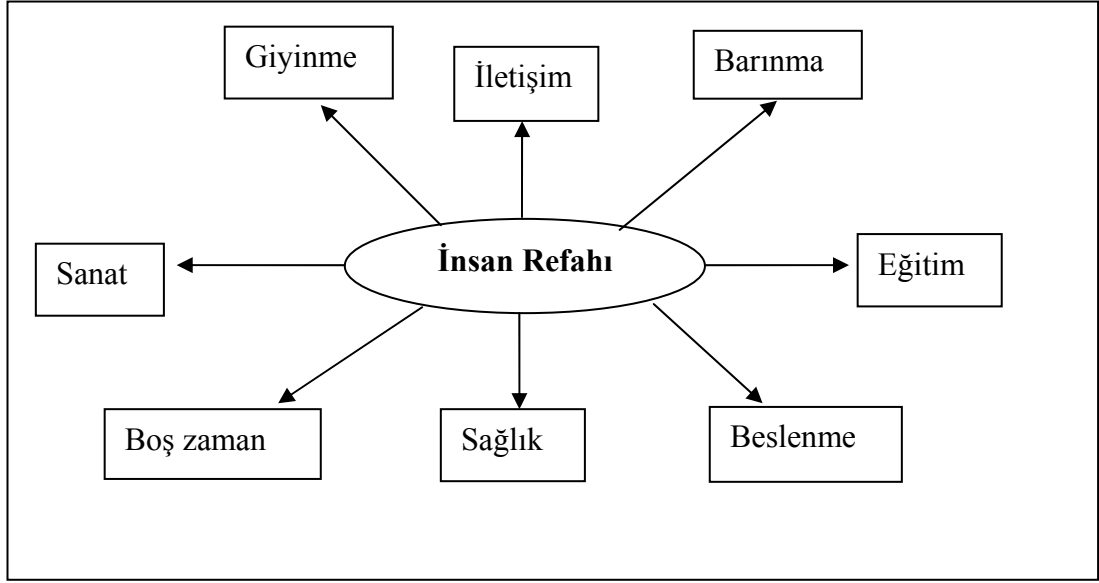 Giyinme
İletişim
Barınma
Sanat
İnsan Refahı
Eğitim
Boş zaman
Sağlık
Beslenme